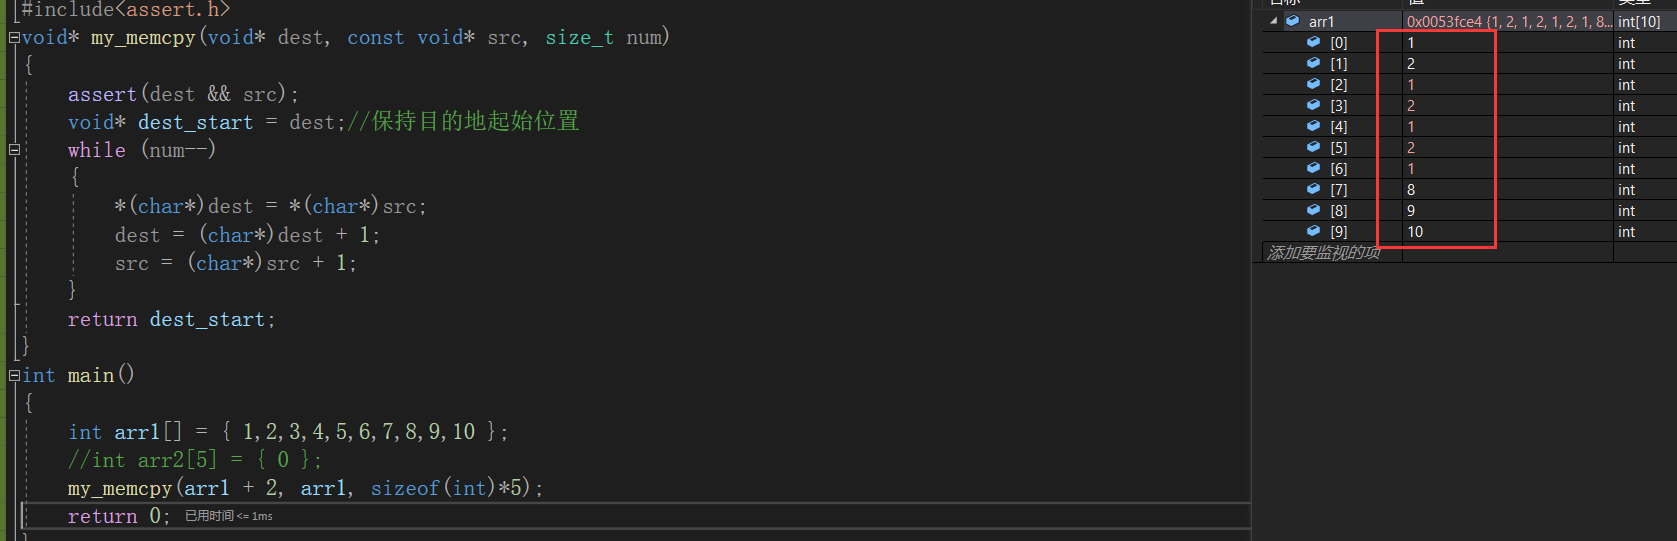 #include<assert.h>
void* my_memcpy(void* dest, const void* src, size_t num)
{
assert(dest && src);
void* dest_start = dest;//保持目的地起始位置
while (num--)
{
*(char*)dest = *(char*)src;
dest = (char*)dest + 1;
src = (char*)src + 1;
}
return dest_start;
}
int main()
{
int arr1[] = { 1,2,3,4,5,6,7,8,9,10 };
//int arr2[5] = { 0 };
my_memcpy(arr1 + 2, arr1, sizeof(int)*5);
return 0; 已用时间 <= 1ms
名称 值 类型
arr1 0x0053fce4 {1, 2, 1, 2, 1, 2, 1, 8... int[10]
[0] 1 int
[1] 2 int
[2] 1 int
[3] 2 int
[4] 1 int
[5] 2 int
[6] 1 int
[7] 8 int
[8] 9 int
[9] 10 int
添加要监视的项